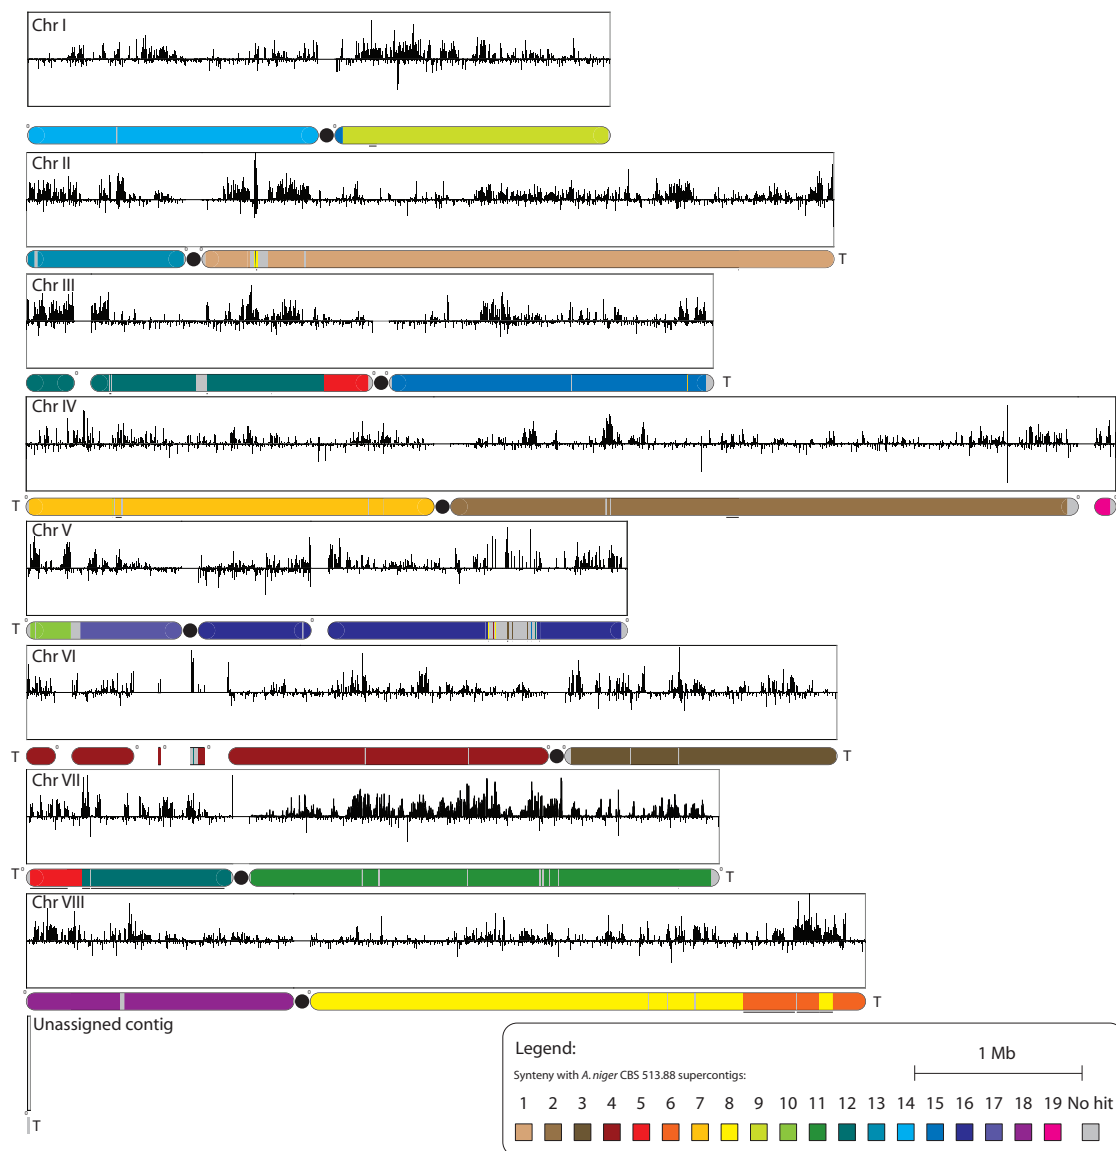 Chr I
Chr II
T
Chr III
T
Chr IV
T
Chr V
T
Chr VI
T T
Chr VII
T T
Chr VIII
T
Unassigned contig
T
Legend:
1 Mb
Synteny with A. niger CBS 513.88 supercontigs:
1 2 3 4 5 6 7 8 9 10 11 12 13 14 15 16 17 18 19 No hit